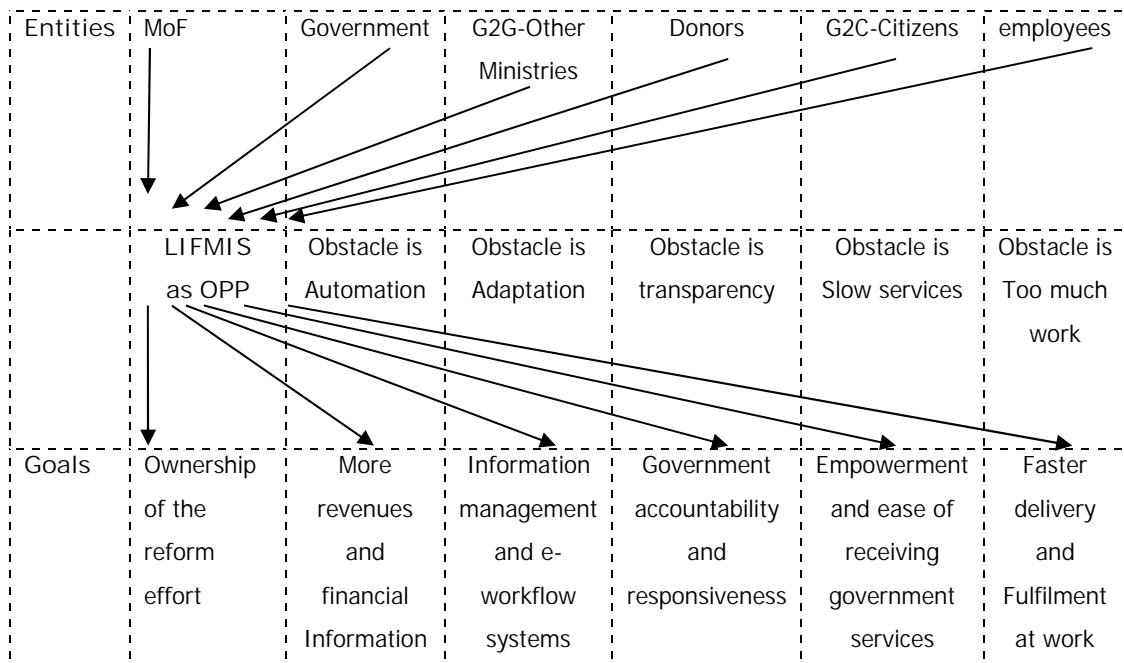 Entities MoF Government G2G-Other Donors G2C-Citizens employees
Ministries
LIFMIS Obstacle is Obstacle is Obstacle is Obstacle is Obstacle is
as OPP Automation Adaptation transparency Slow services Too much
work
Goals Ownership More Information Government Empowerment Faster
of the revenues management accountability and ease of delivery
reform and and e- and receiving and
effort financial workflow responsiveness government Fulfilment
Information systems services at work